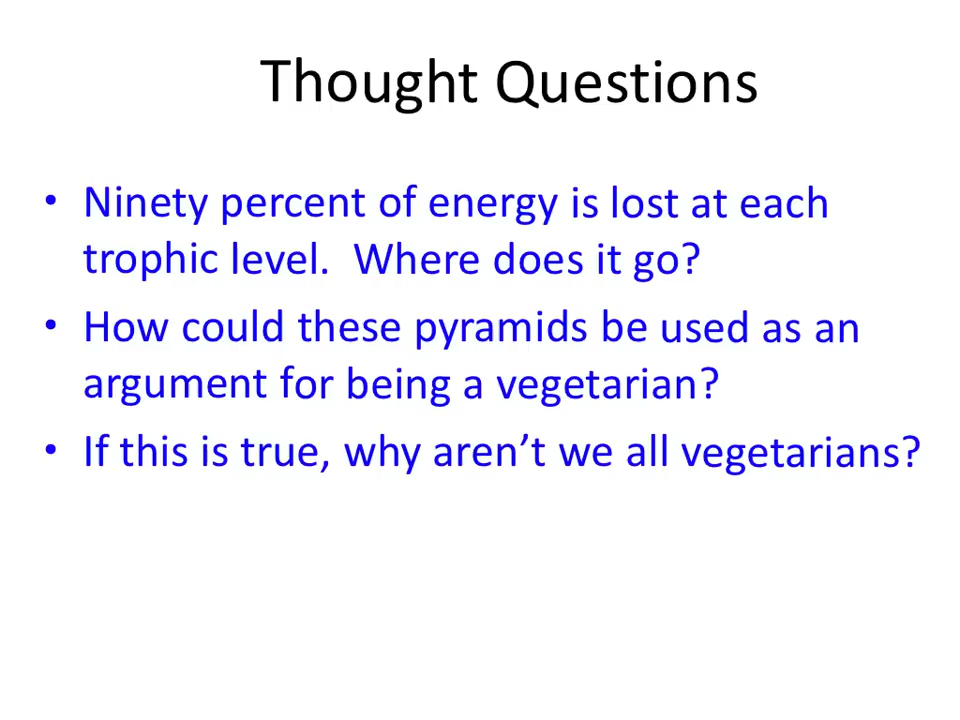 Thought Questions
• Ninety percent of energy is lost at each
trophic level.  Where does it go?
• How could these pyramids be used as an
argument for being a vegetarian?
• If this is true, why aren’t we all vegetarians?